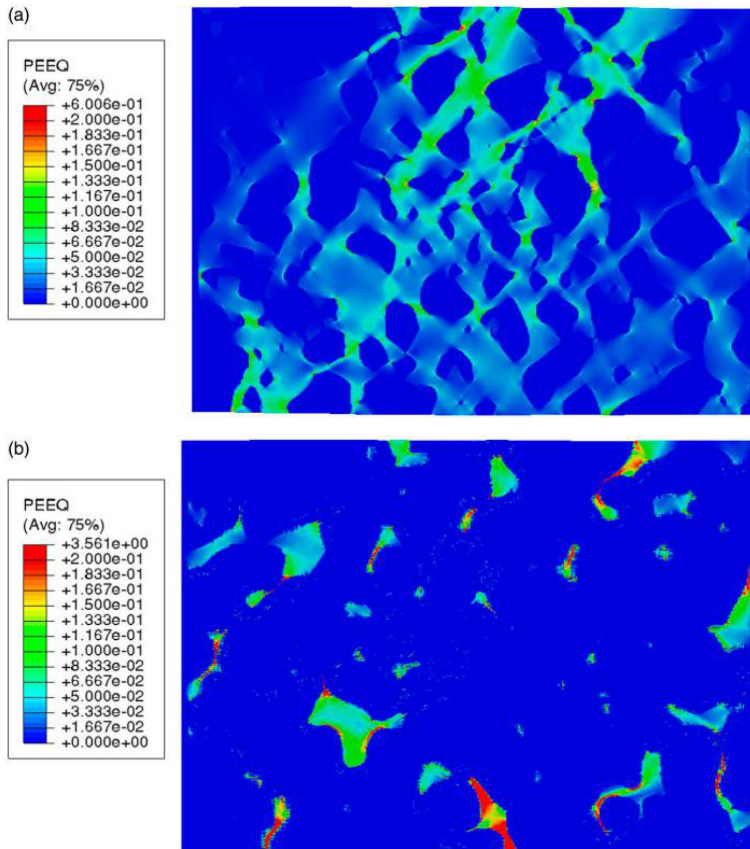 (a)
PEEQ
(Avg: 75%)
+6.006e-01
+2.000e-01
+1.833e-01
+1.667e-01
+1.500e-01
+1.333e-01
+1.167e-01
+1.000e-01
+8.333e-02
+6.667e-02
+5.000e-02
+3.333e-02
+1.667e-02
+0.000e+00
(b)
PEEQ
(Avg: 75%)
+3.561e+00
+2.000e-01
+1.833e-01
+1.667e-01
+1.500e-01
+1.333e-01
+1.167e-01
+1.000e-01
+8.333e-02
+6.667e-02
+5.000e-02
+3.333e-02
+1.667e-02
+0.000e+00